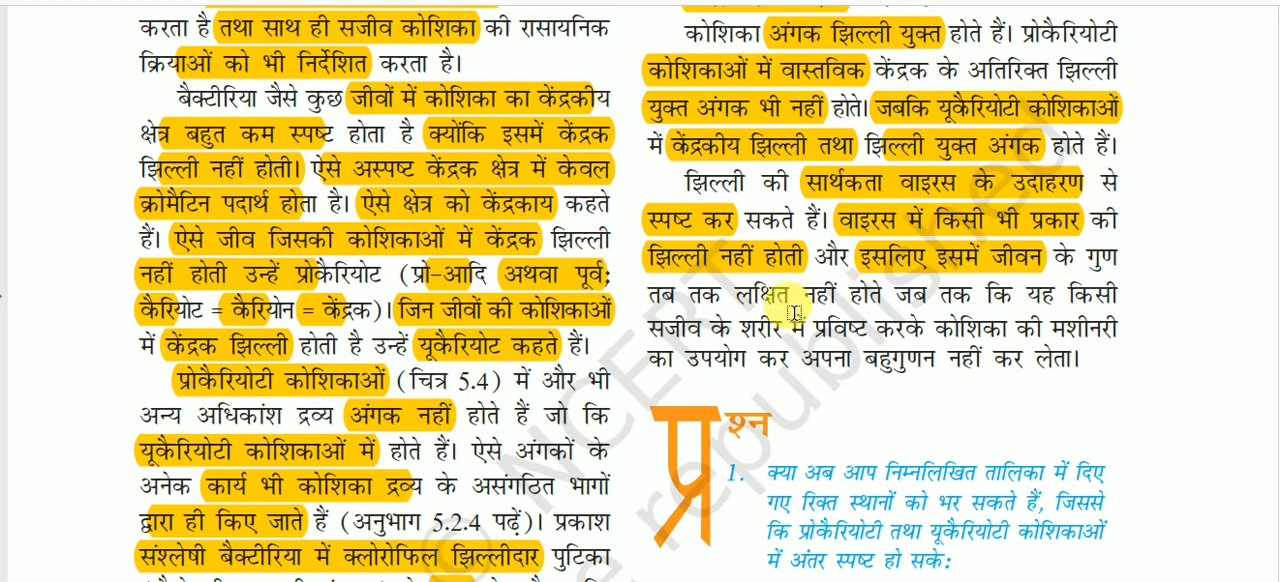 करता है तथा साथ ही सजीव कोशिका की रासायनिक
क्रियाओं को भी निर्देशित करता है।
बैक्टीरिया जैसे कुछ जीवों में कोशिका का केंद्रकीय
क्षेत्र बहुत कम स्पष्ट होता है क्योंकि इसमें केंद्रक
झिल्ली नहीं होती। ऐसे अस्पष्ट केंद्रक क्षेत्र में केवल
क्रोमैटिन पदार्थ होता है। ऐसे क्षेत्र को केंद्रकाय कहते
हैं। ऐसे जीव जिसकी कोशिकाओं में केंद्रक झिल्ली
नहीं होती उन्हें प्रोकैरियोट (प्रो-आदि अथवा पूर्व;
कैरियोट = कैरियोन = केंद्रक)। जिन जीवों की कोशिकाओं
में केंद्रक झिल्ली होती है उन्हें यूकैरियोट कहते हैं।
प्रोकैरियोटी कोशिकाओं (चित्र 5.4) में और भी
अन्य अधिकांश द्रव्य अंगक नहीं होते हैं जो कि
यूकैरियोटी कोशिकाओं में होते हैं। ऐसे अंगकों के
अनेक कार्य भी कोशिका द्रव्य के असंगठित भागों
द्वारा ही किए जाते हैं (अनुभाग 5.2.4 पढ़ें)। प्रकाश
संश्लेषी बैक्टीरिया में क्लोरोफिल झिल्लीदार पुटिका
कोशिका अंगक झिल्ली युक्त होते हैं। प्रोकैरियोटी
कोशिकाओं में वास्तविक केंद्रक के अतिरिक्त झिल्ली
युक्त अंगक भी नहीं होते। जबकि यूकैरियोटी कोशिकाओं
में केंद्रकीय झिल्ली तथा झिल्ली युक्त अंगक होते हैं।
झिल्ली की सार्थकता वाइरस के उदाहरण से
स्पष्ट कर सकते हैं। वाइरस में किसी भी प्रकार की
झिल्ली नहीं होती और इसलिए इसमें जीवन के गुण
तब तक लक्षित नहीं होते जब तक कि यह किसी
सजीव के शरीर में प्रविष्ट करके कोशिका की मशीनरी
का उपयोग कर अपना बहुगुणन नहीं कर लेता।
प्रश्न
1. क्या अब आप निम्नलिखित तालिका में दिए
गए रिक्त स्थानों को भर सकते हैं, जिससे
कि प्रोकैरियोटी तथा यूकैरियोटी कोशिकाओं
में अंतर स्पष्ट हो सके:
© NCERT
republished